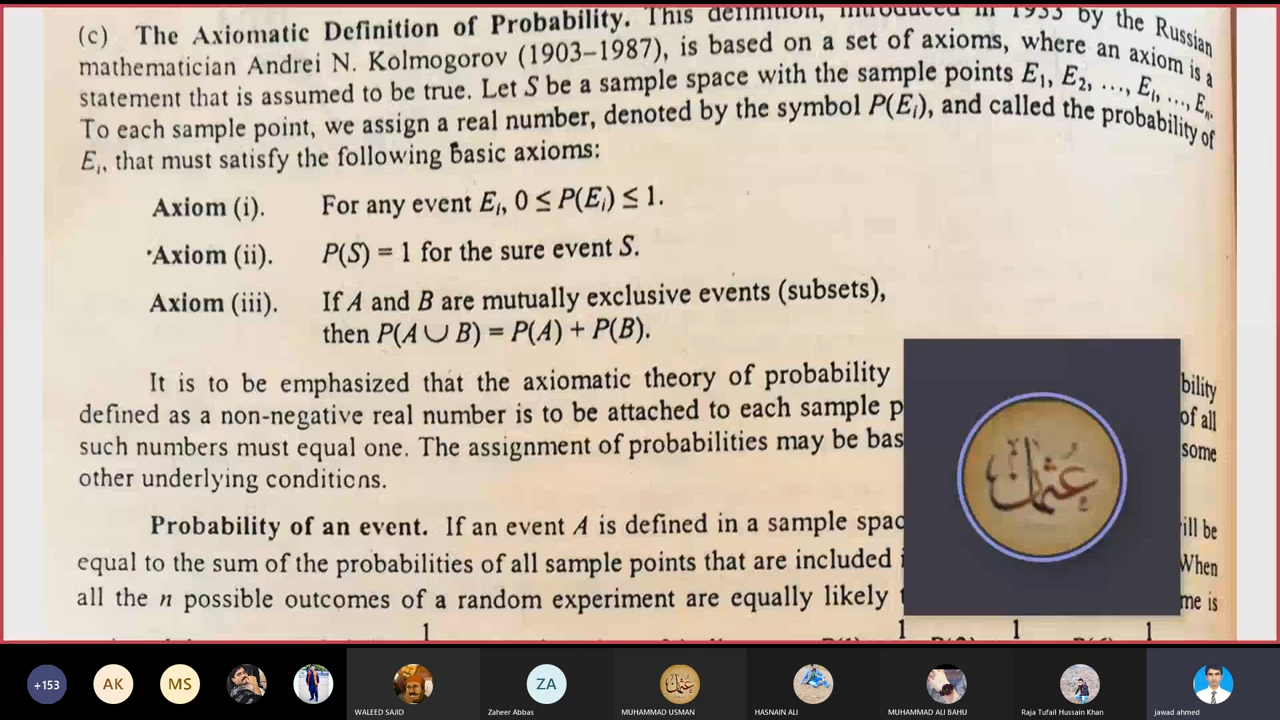 (c) The Axiomatic Definition of Probability. This definition, introduced in 1933 by the Russian
mathematician Andrei N. Kolmogorov (1903–1987), is based on a set of axioms, where an axiom is a
statement that is assumed to be true. Let S be a sample space with the sample points E₁, E₂, ..., Eᵢ, ..., Eₙ.
To each sample point, we assign a real number, denoted by the symbol P(Eᵢ), and called the probability of
Eᵢ, that must satisfy the following basic axioms:
Axiom (i). For any event Eᵢ, 0 ≤ P(Eᵢ) ≤ 1.
Axiom (ii). P(S) = 1 for the sure event S.
Axiom (iii). If A and B are mutually exclusive events (subsets),
then P(A ∪ B) = P(A) + P(B).
It is to be emphasized that the axiomatic theory of probability bility
defined as a non-negative real number is to be attached to each sample p of all
such numbers must equal one. The assignment of probabilities may be bas some
other underlying conditions.
Probability of an event. If an event A is defined in a sample spac ill be
equal to the sum of the probabilities of all sample points that are included When
all the n possible outcomes of a random experiment are equally likely me is
1 1 1 1
عثمان
+153 AK MS ZA عثمان
WALEED SAJID Zaheer Abbas MUHAMMAD USMAN HASNAIN ALI MUHAMMAD ALI BAHU Raja Tufail Hussain Khan jawad ahmed